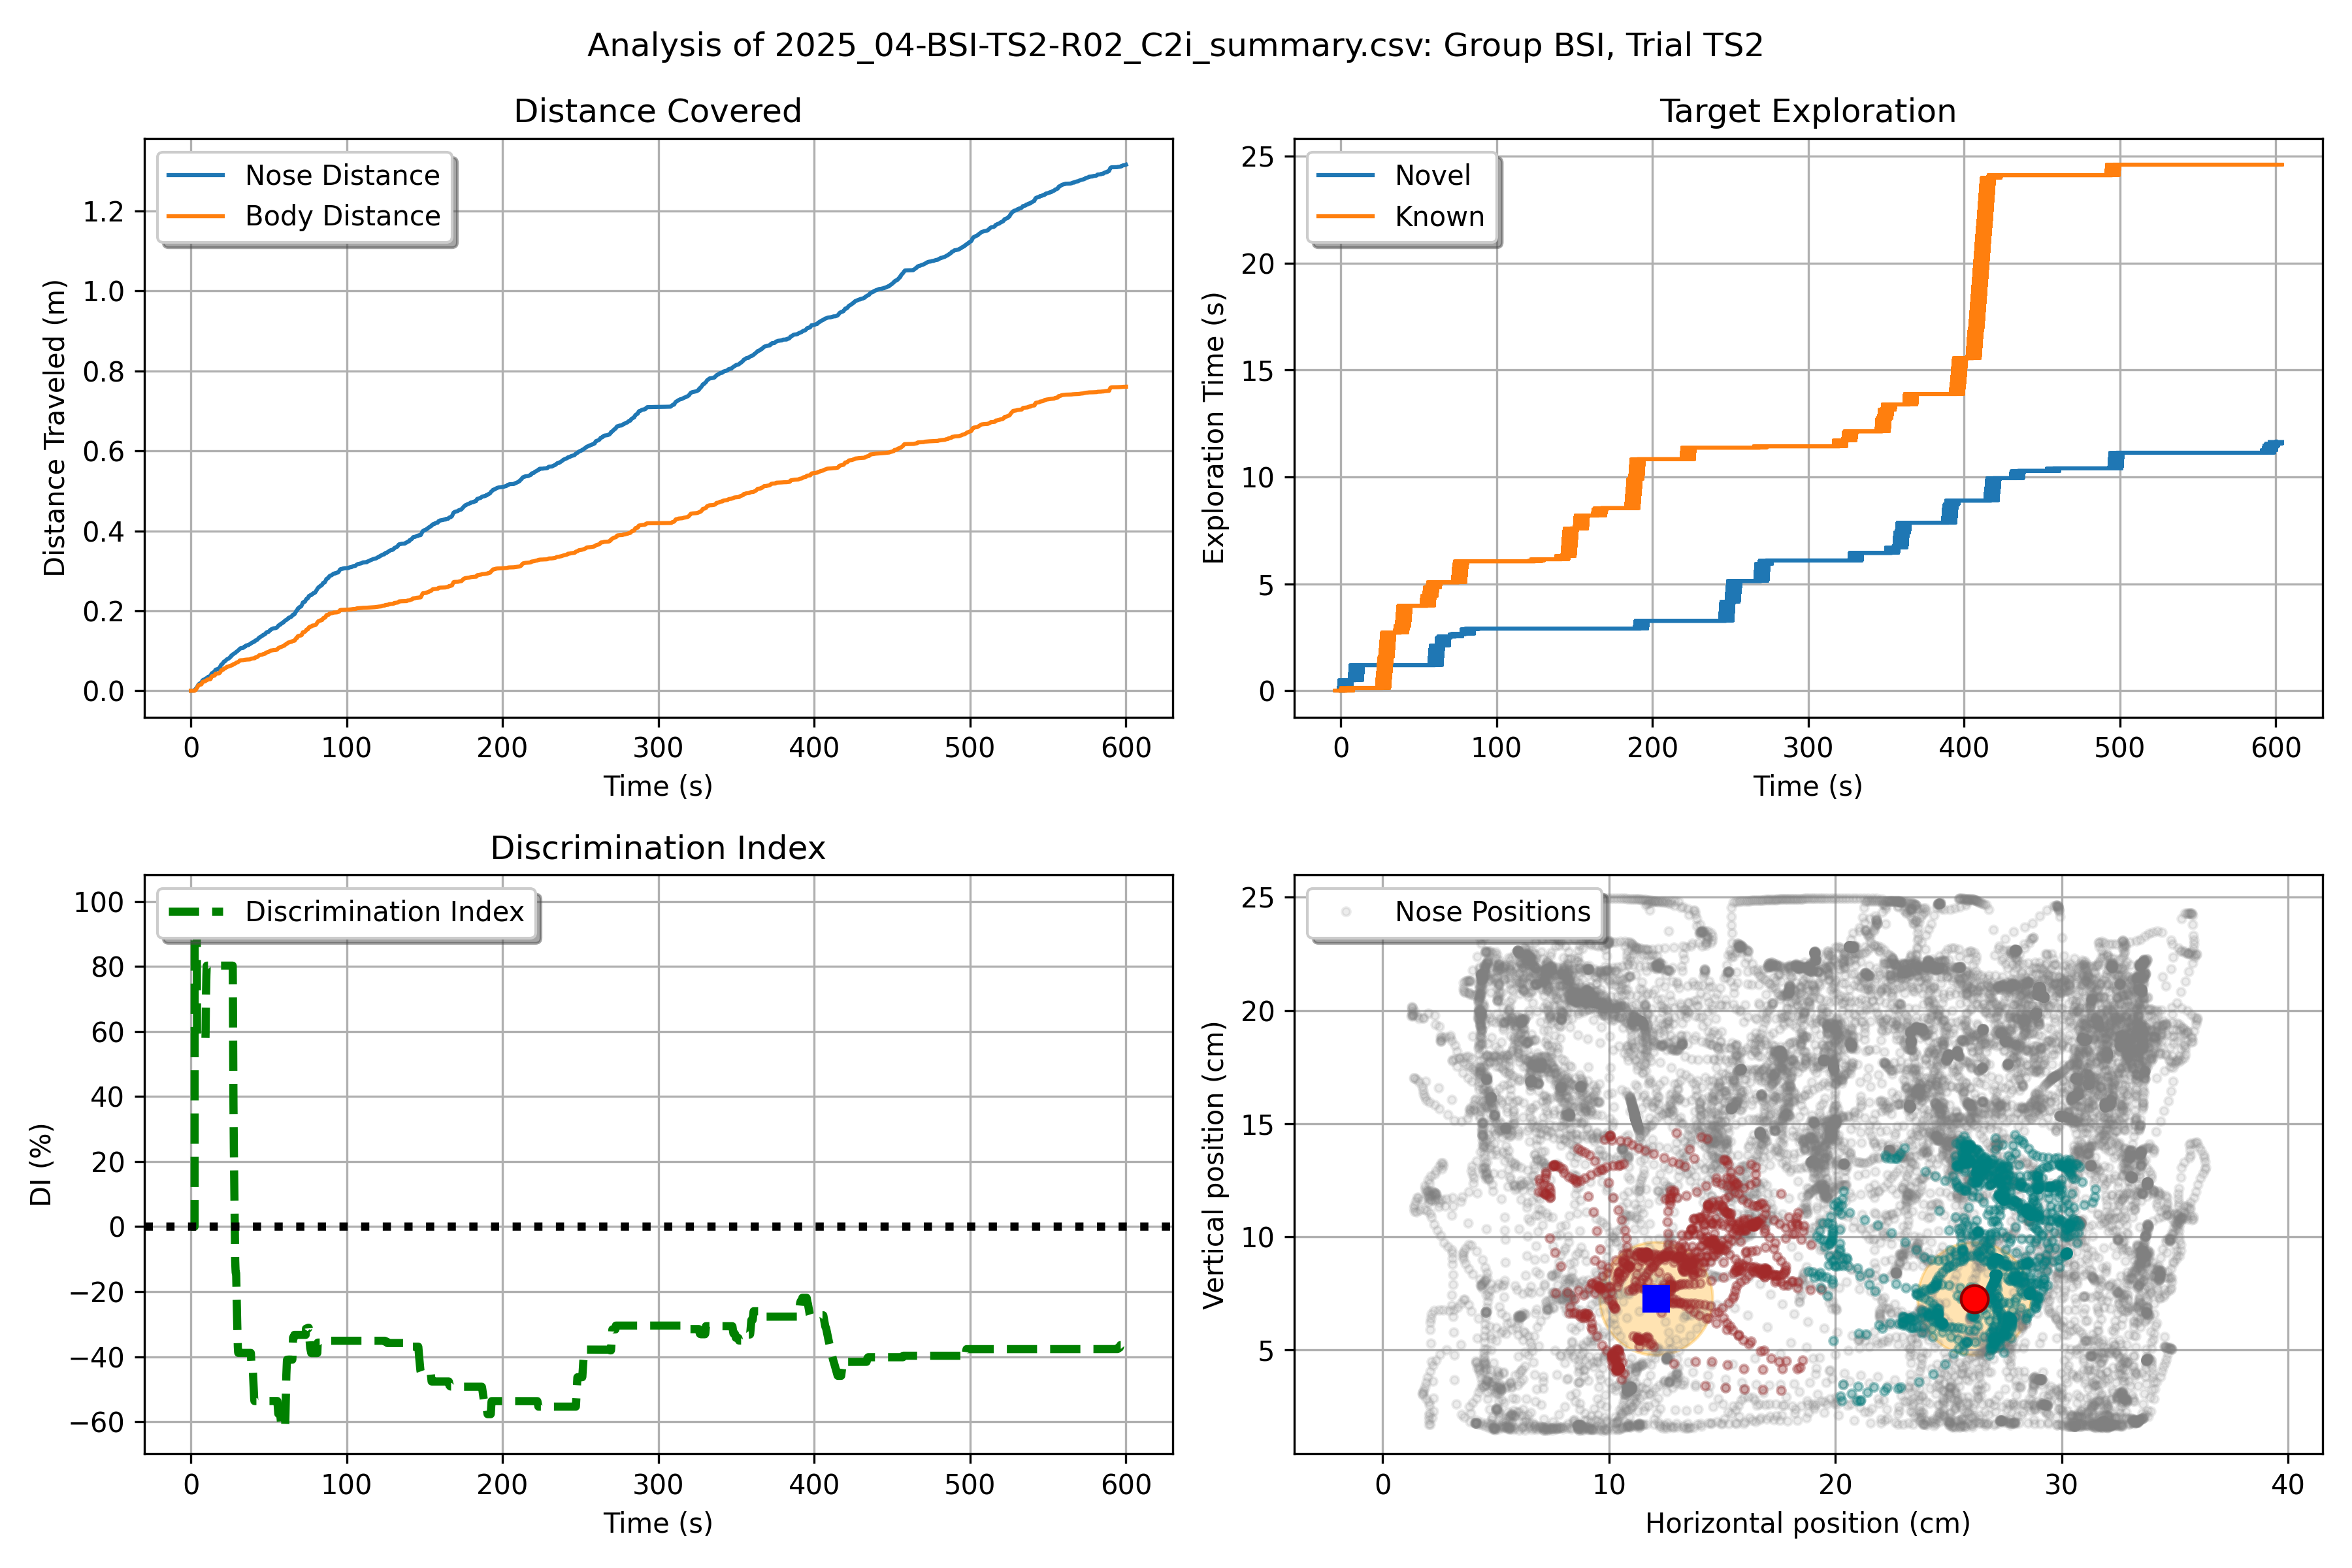 Analysis of 2025_04-BSI-TS2-R02_C2i_summary.csv: Group BSI, Trial TS2
Distance Covered
Nose Distance
Body Distance
Distance Traveled (m)
1.2
1.0
0.8
0.6
0.4
0.2
0.0
0 100 200 300 400 500 600
Time (s)
Target Exploration
Novel
Known
Exploration Time (s)
25
20
15
10
5
0
0 100 200 300 400 500 600
Time (s)
Discrimination Index
Discrimination Index
DI (%)
100
80
60
40
20
0
−20
−40
−60
0 100 200 300 400 500 600
Time (s)
Nose Positions
Vertical position (cm)
25
20
15
10
5
0 10 20 30 40
Horizontal position (cm)